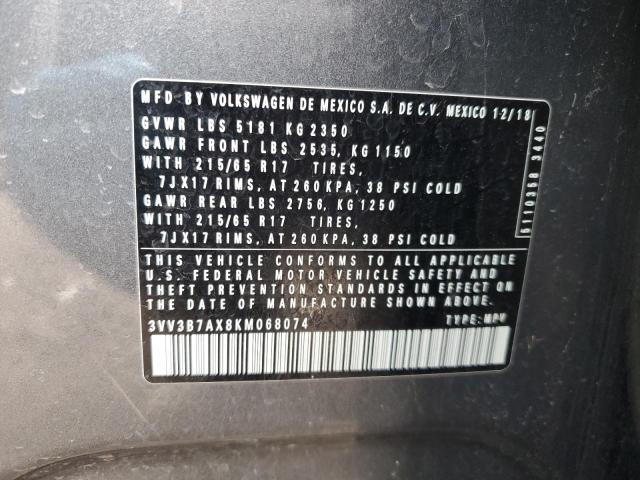 MFD BY VOLKSWAGEN DE MEXICO S.A. DE C.V. MEXICO 12/18
GVWR LBS 5181 KG 2350
GAWR FRONT LBS 2535, KG 1150
WITH 215/65 R17 TIRES,
7JX17 RIMS, AT 260 KPA, 38 PSI COLD
GAWR REAR LBS 2756, KG 1250
WITH 215/65 R17 TIRES,
7JX17 RIMS, AT 260 KPA, 38 PSI COLD
THIS VEHICLE CONFORMS TO ALL APPLICABLE
U.S. FEDERAL MOTOR VEHICLE SAFETY AND
THEFT PREVENTION STANDARDS IN EFFECT ON
THE DATE OF MANUFACTURE SHOWN ABOVE.
3VV3B7AX8KM068074 TYPE: MPV
5110358 3440